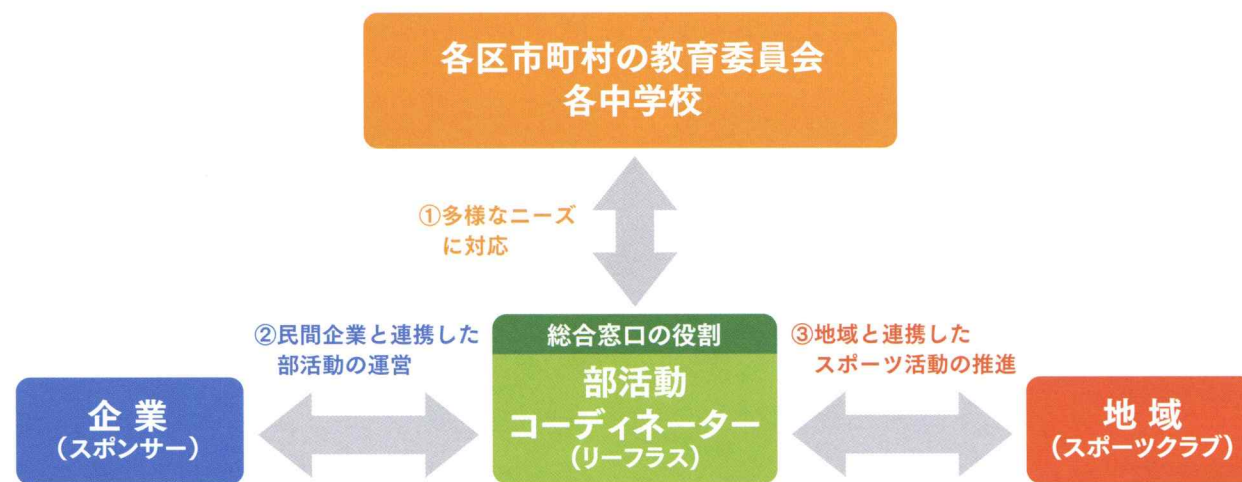 各区市町村の教育委員会
各中学校
①多様なニーズ
に対応
②民間企業と連携した
部活動の運営
総合窓口の役割
③地域と連携した
スポーツ活動の推進
企業
(スポンサー)
部活動
コーディネーター
(リーフラス)
地域
(スポーツクラブ)